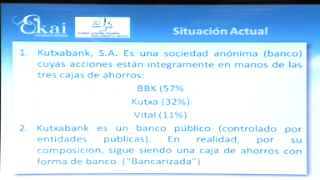 Ekai
Situación Actual
1. Kutxabank, S.A. Es una sociedad anónima (banco)
cuyas acciones están íntegramente en manos de las
tres cajas de ahorros:
BBK (57%)
Kutxa (32%)
Vital (11%)
2. Kutxabank es un banco público (controlado por
entidades públicas). En realidad, por su
composición, sigue siendo una caja de ahorros con
forma de banco. ("Bancarizada")